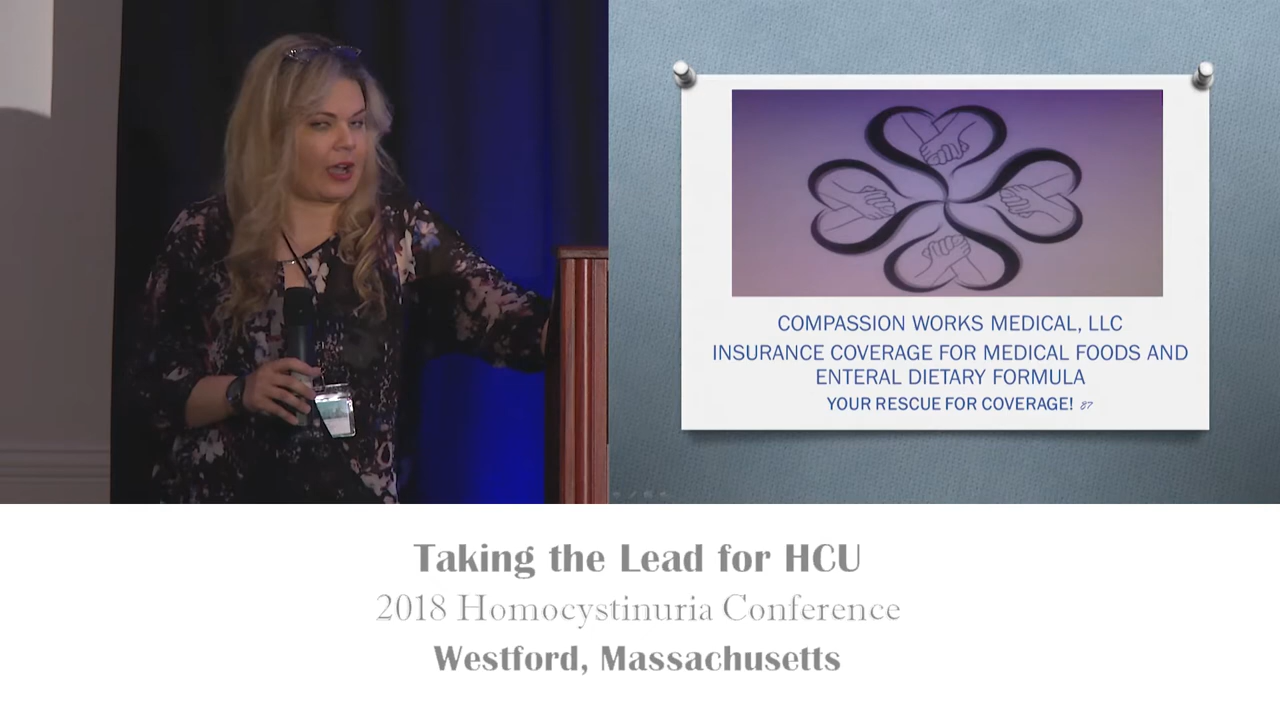 COMPASSION WORKS MEDICAL, LLC
INSURANCE COVERAGE FOR MEDICAL FOODS AND
ENTERAL DIETARY FORMULA
YOUR RESCUE FOR COVERAGE!
Taking the Lead for HCU
2018 Homocystinuria Conference
Westford, Massachusetts